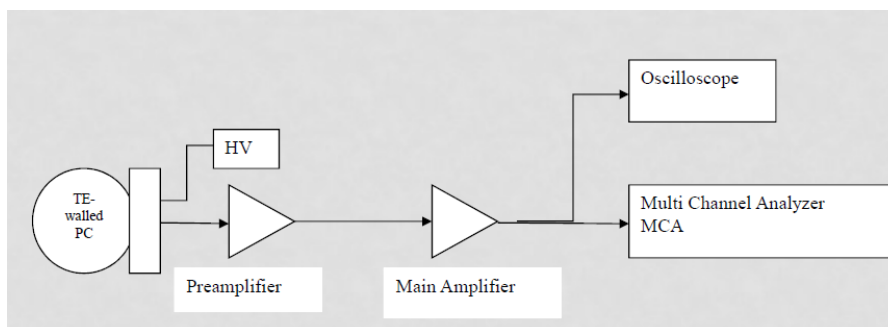 Oscilloscope
HV
TE-
walled
PC
Multi Channel Analyzer
MCA
Preamplifier
Main Amplifier